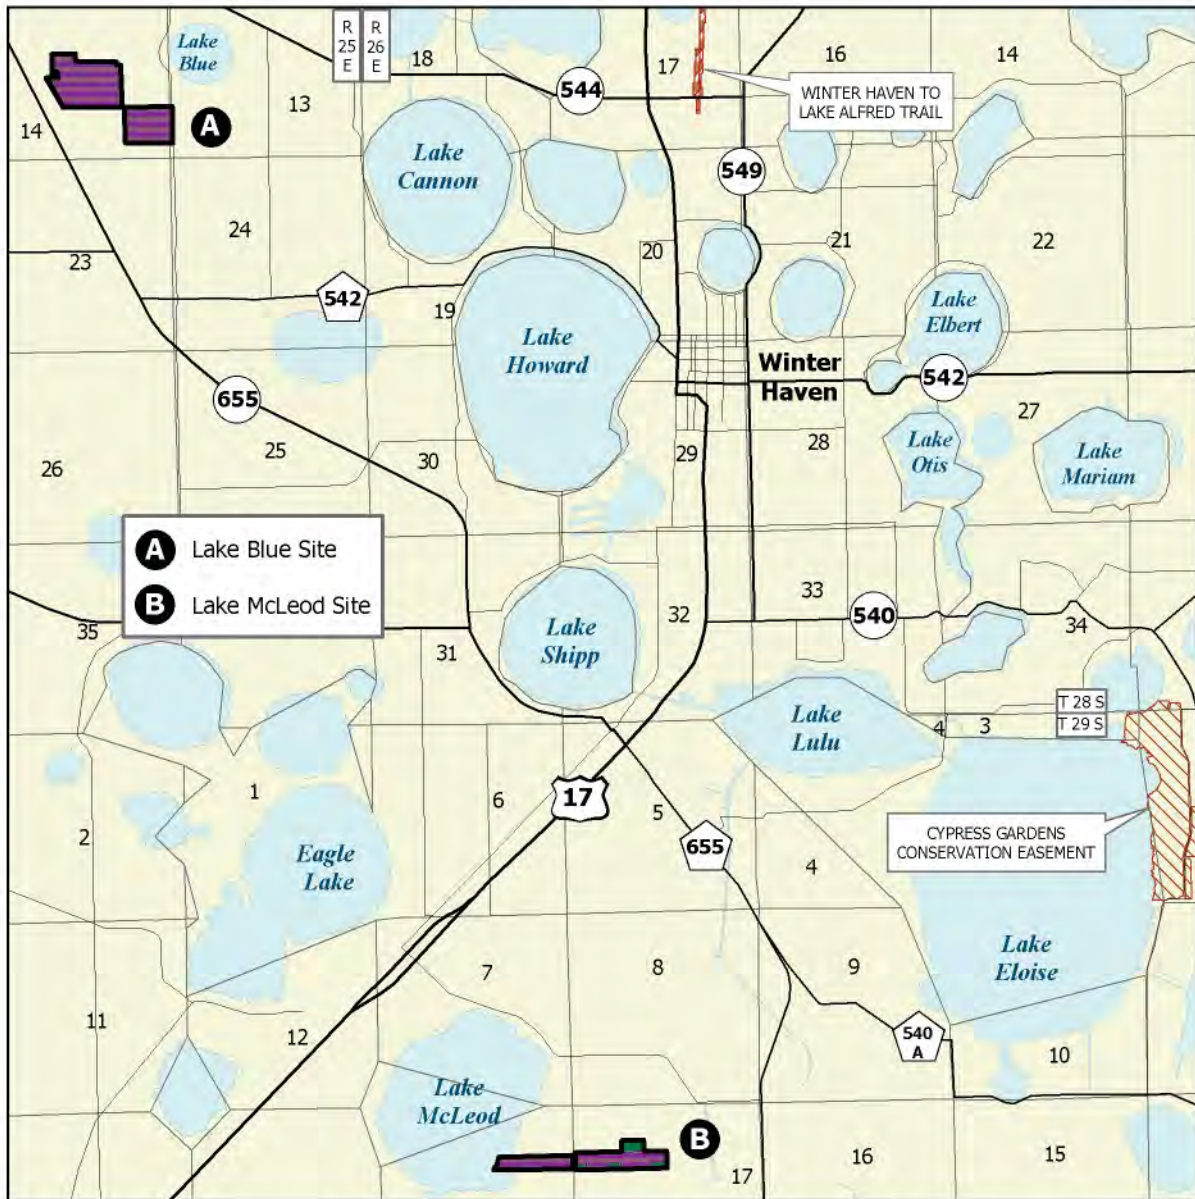 Lake
Blue
R
25
E
R
26
E
18
17
16
14
544
WINTER HAVEN TO
LAKE ALFRED TRAIL
13
14
A
Lake
Cannon
549
24
23
20
21
22
542
19
Lake
Elbert
Lake
Howard
Winter
Haven
542
655
27
25
30
29
28
Lake
Otis
Lake
Mariam
26
A Lake Blue Site
B Lake McLeod Site
33
32
540
34
35
31
Lake
Shipp
T 28 S
T 29 S
Lake
Lulu
4
3
1
6
17
5
2
655
CYPRESS GARDENS
CONSERVATION EASEMENT
Eagle
Lake
4
Lake
Eloise
7
8
9
11
12
540
A
10
Lake
McLeod
B
17
16
15